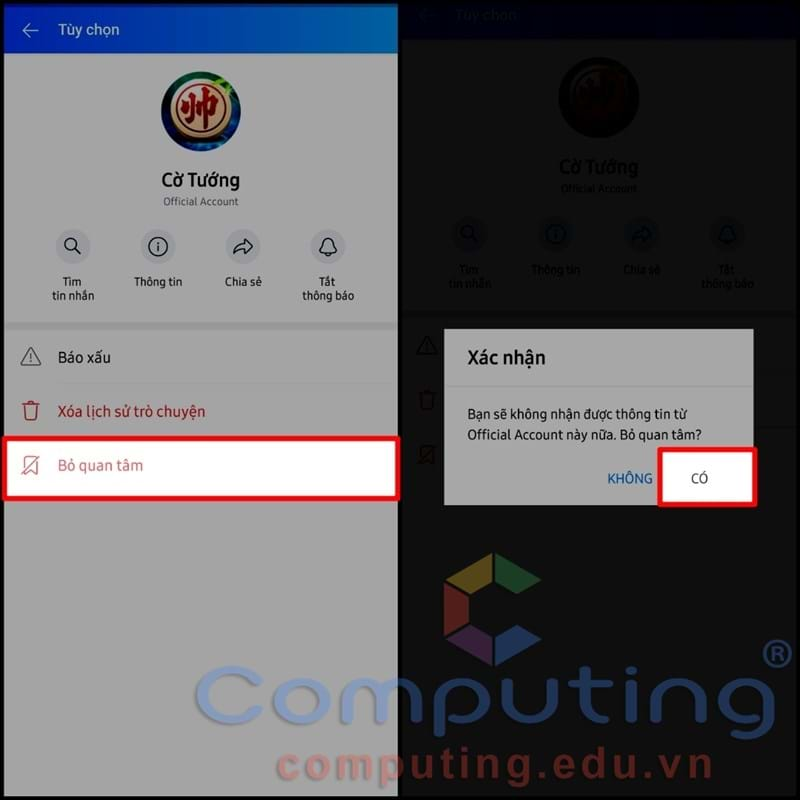 Tùy chọn
帅
Cờ Tướng
Official Account
Tìm
tin nhắn
Thông tin
Chia sẻ
Tắt
thông báo
Báo xấu
Xóa lịch sử trò chuyện
Bỏ quan tâm
Tùy chọn
Cờ Tướng
Official Account
Tìm
tin nhắn
Thông tin
Chia sẻ
Tắt
thông báo
Xác nhận
Bạn sẽ không nhận được thông tin từ
Official Account này nữa. Bỏ quan tâm?
KHÔNG
CÓ
Computing®
computing.edu.vn